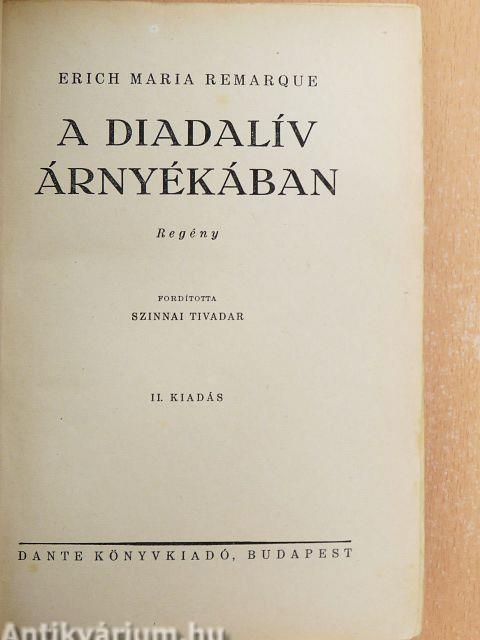 ERICH MARIA REMARQUE
A DIADALÍV
ÁRNYÉKÁBAN
Regény
FORDÍTOTTA
SZINNAI TIVADAR
II. KIADÁS
DANTE KÖNYVKIADÓ, BUDAPEST
Antikvárium.hu